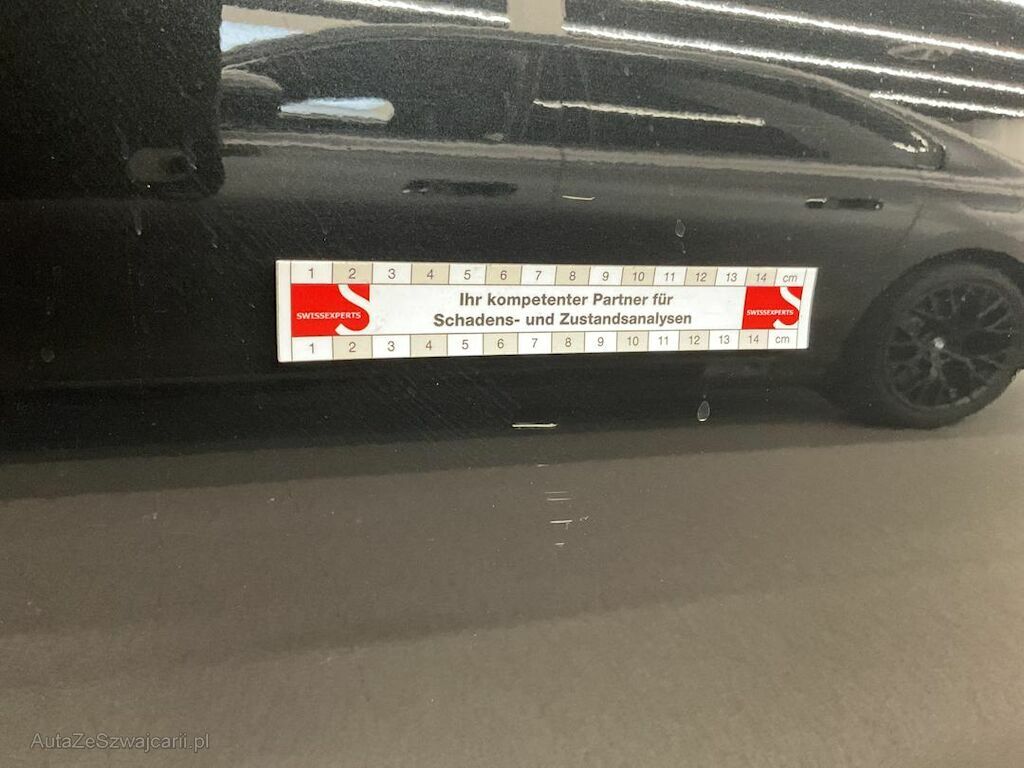 1 2 3 4 5 6 7 8 9 10 11 12 13 14 cm
SWISSEXPERTS
Ihr kompetenter Partner für
Schadens- und Zustandsanalysen
SWISSEXPERTS
1 2 3 4 5 6 7 8 9 10 11 12 13 14 cm
AutaZeSzwajcarii.pl